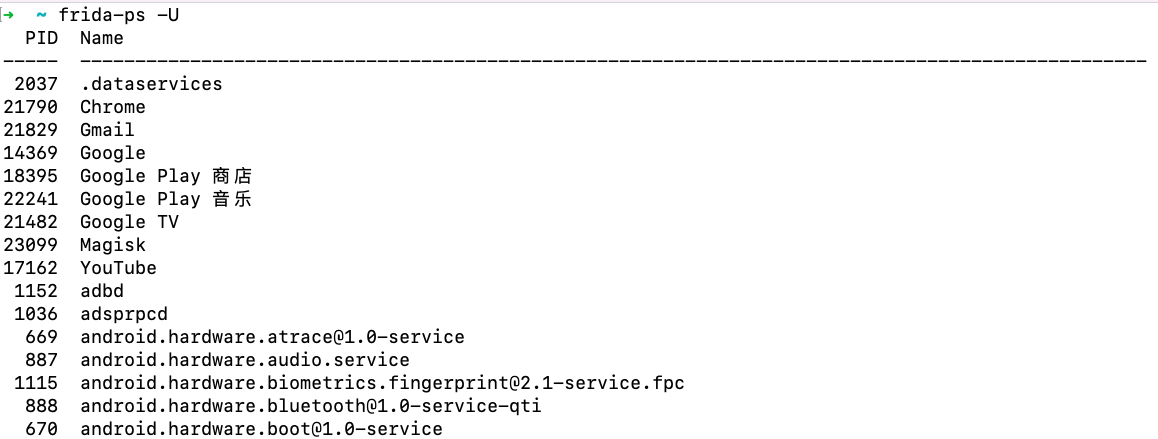 ➜  ~ frida-ps -U
  PID  Name
-----  -------------------------------------------------------------------------------------------------
 2037  .dataservices
21790  Chrome
21829  Gmail
14369  Google
18395  Google Play 商店
22241  Google Play 音乐
21482  Google TV
23099  Magisk
17162  YouTube
 1152  adbd
 1036  adsprpcd
  669  android.hardware.atrace@1.0-service
  887  android.hardware.audio.service
 1115  android.hardware.biometrics.fingerprint@2.1-service.fpc
  888  android.hardware.bluetooth@1.0-service-qti
  670  android.hardware.boot@1.0-service